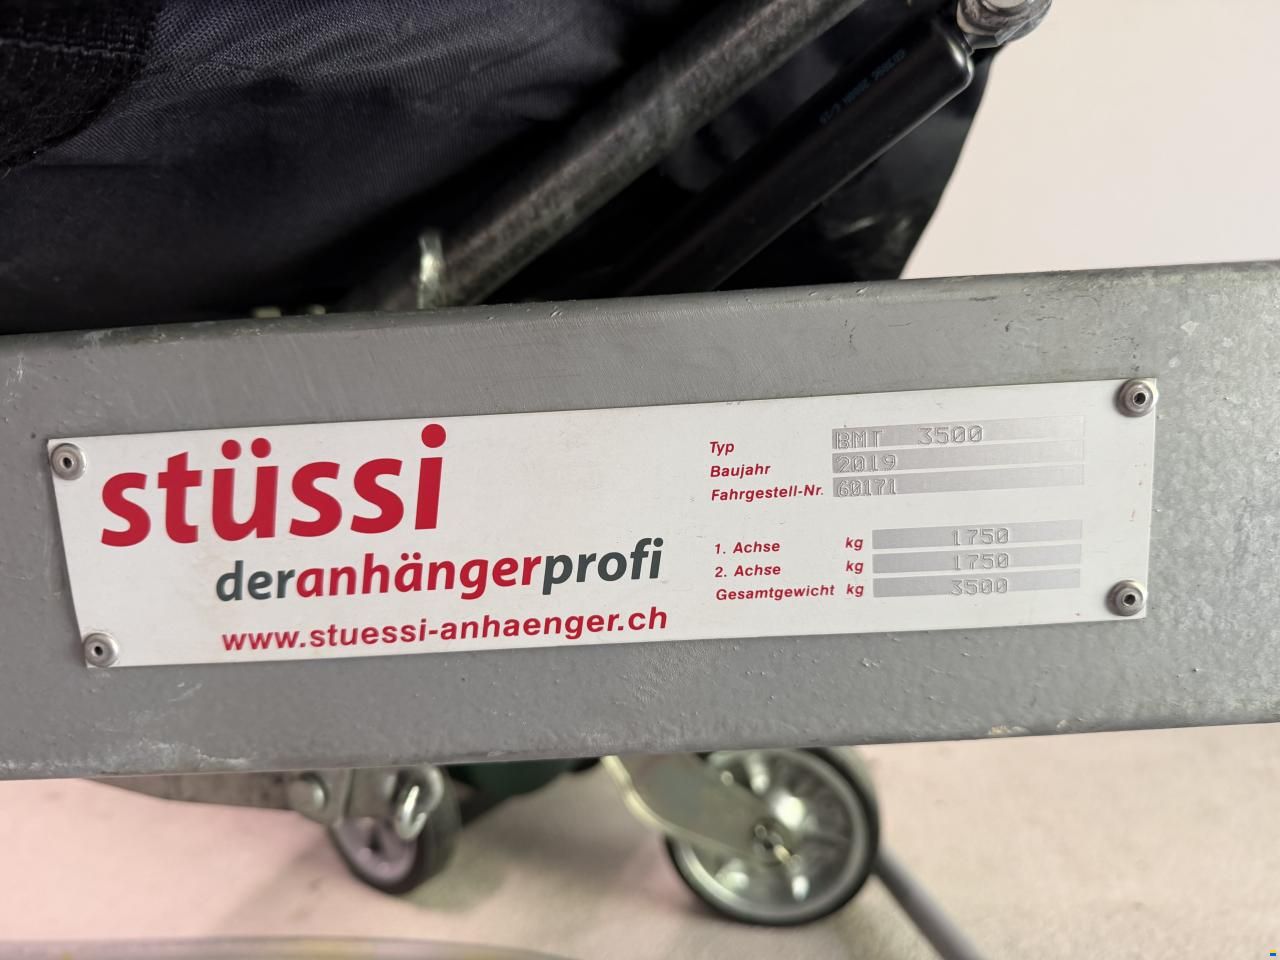 stüssi
deranhängerprofi
www.stuessi-anhaenger.ch
Typ BMT 3500
Baujahr 2019
Fahrgestell-Nr. 60171
1. Achse kg 1750
2. Achse kg 1750
Gesamtgewicht kg 3500